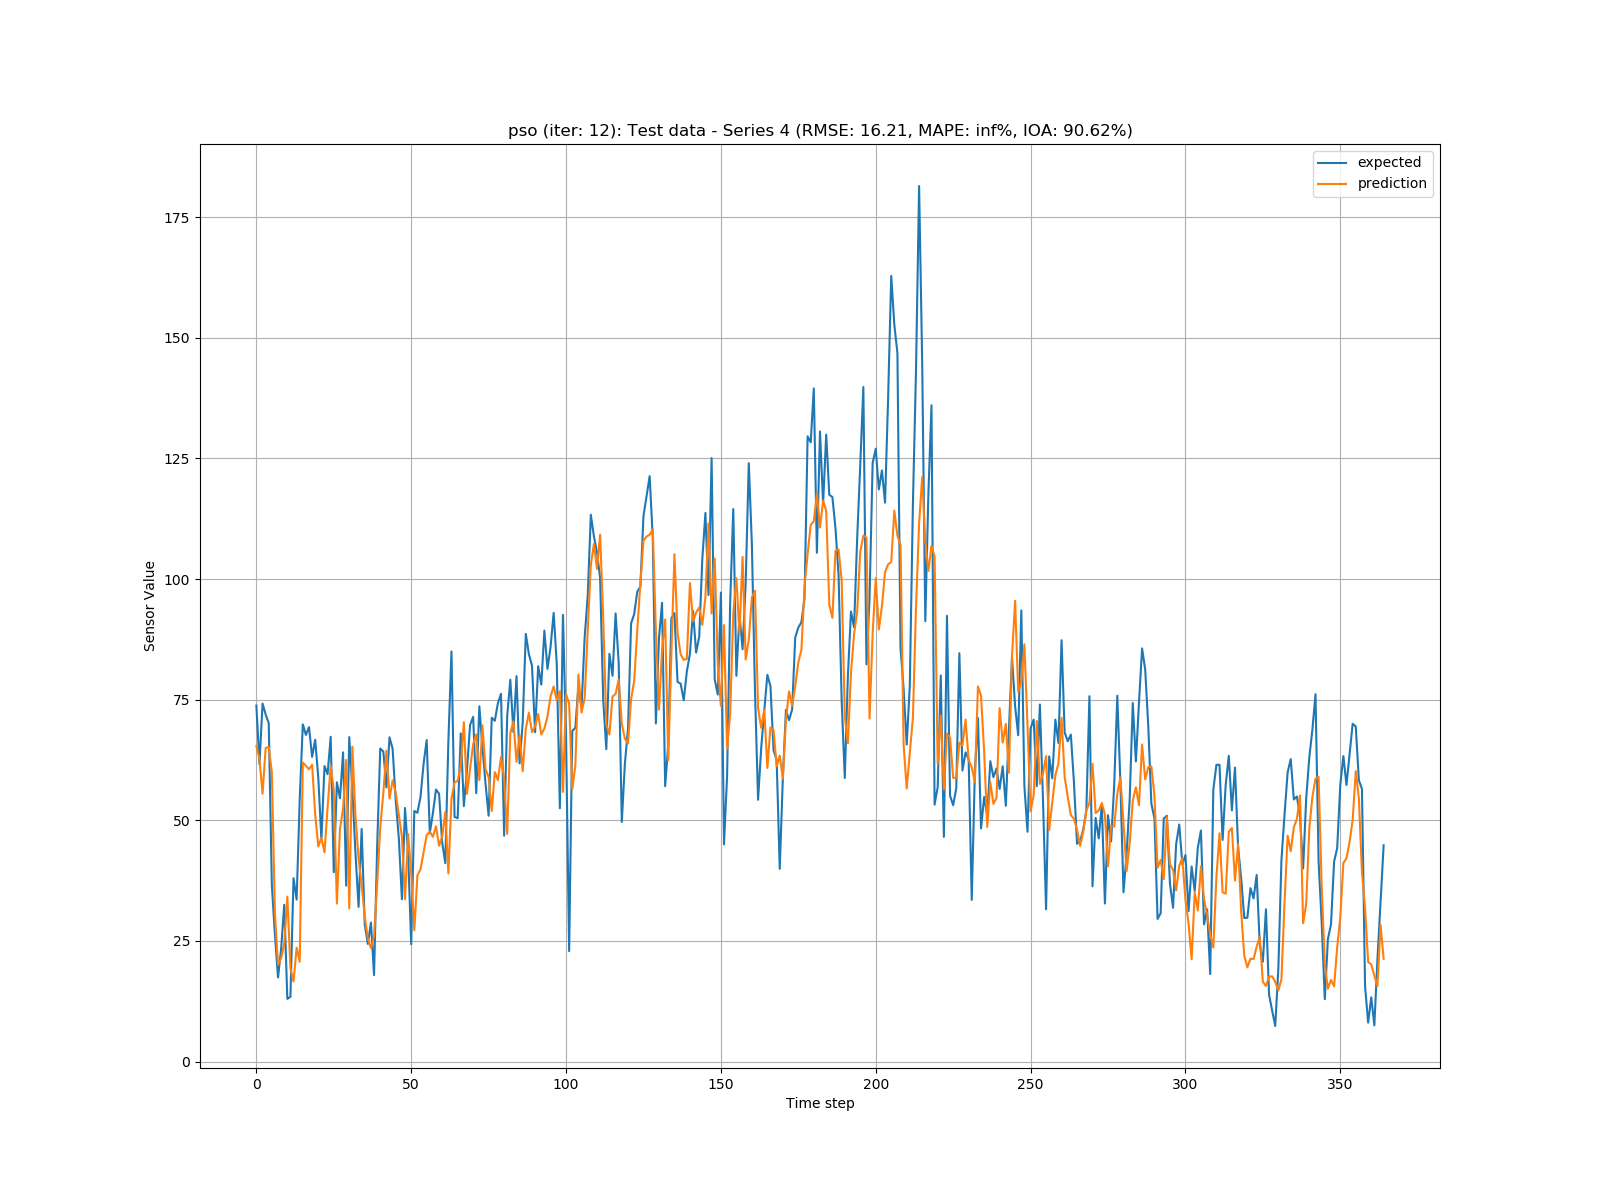 pso (iter: 12): Test data - Series 4 (RMSE: 16.21, MAPE: inf%, IOA: 90.62%)
expected
prediction
175
150
125
100
75
50
25
0
Sensor Value
0 50 100 150 200 250 300 350
Time step